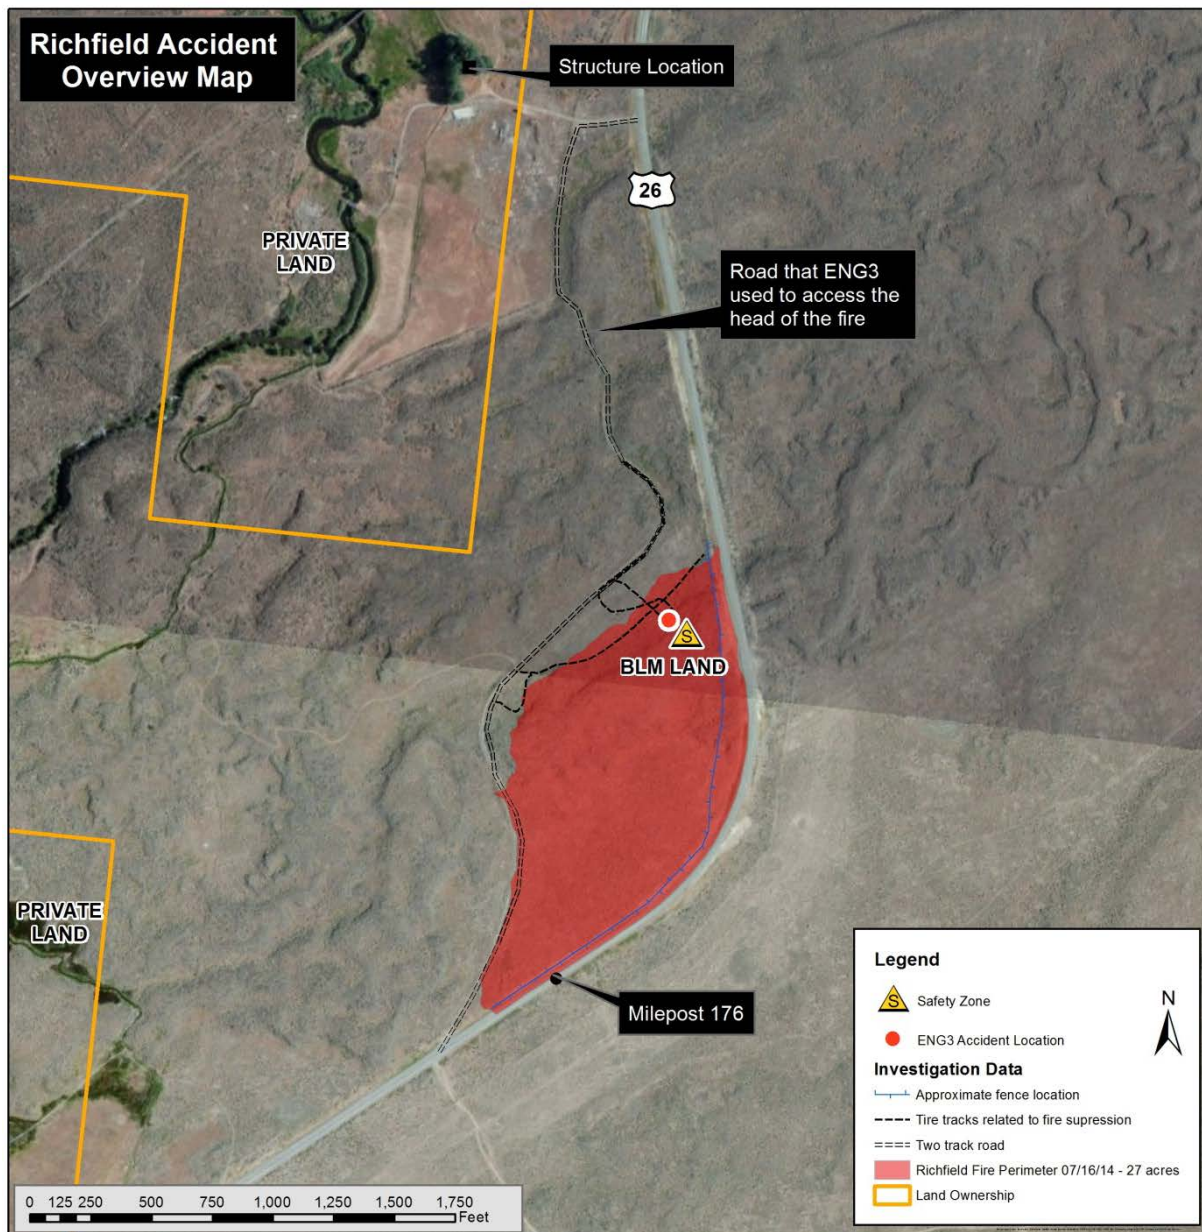 Richfield Accident
Overview Map
Structure Location
26
PRIVATE
LAND
Road that ENG3
used to access the
head of the fire
S
BLM LAND
PRIVATE
LAND
Milepost 176
Legend
S Safety Zone
ENG3 Accident Location
Investigation Data
Approximate fence location
Tire tracks related to fire supression
Two track road
Richfield Fire Perimeter 07/16/14 - 27 acres
Land Ownership
N
0 125 250 500 750 1,000 1,250 1,500 1,750
Feet